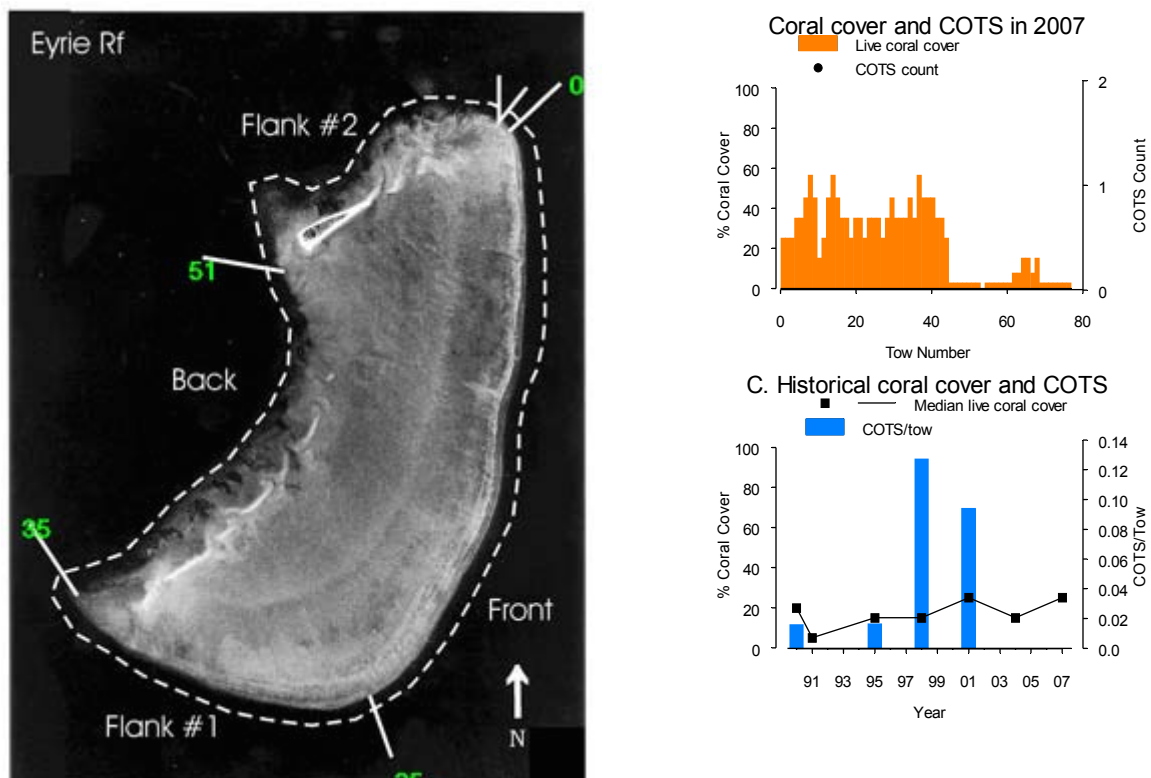 Eyrie Rf
0
Flank #2
51
Back
35
Front
Flank #1
N
Coral cover and COTS in 2007
Live coral cover
COTS count
100
80
60
40
20
0
% Coral Cover
2
1
0
COTS Count
0 20 40 60 80
Tow Number
C. Historical coral cover and COTS
Median live coral cover
COTS/tow
100
80
60
40
20
0
% Coral Cover
0.14
0.12
0.10
0.08
0.06
0.04
0.02
0.0
COTS/Tow
91 93 95 97 99 01 03 05 07
Year